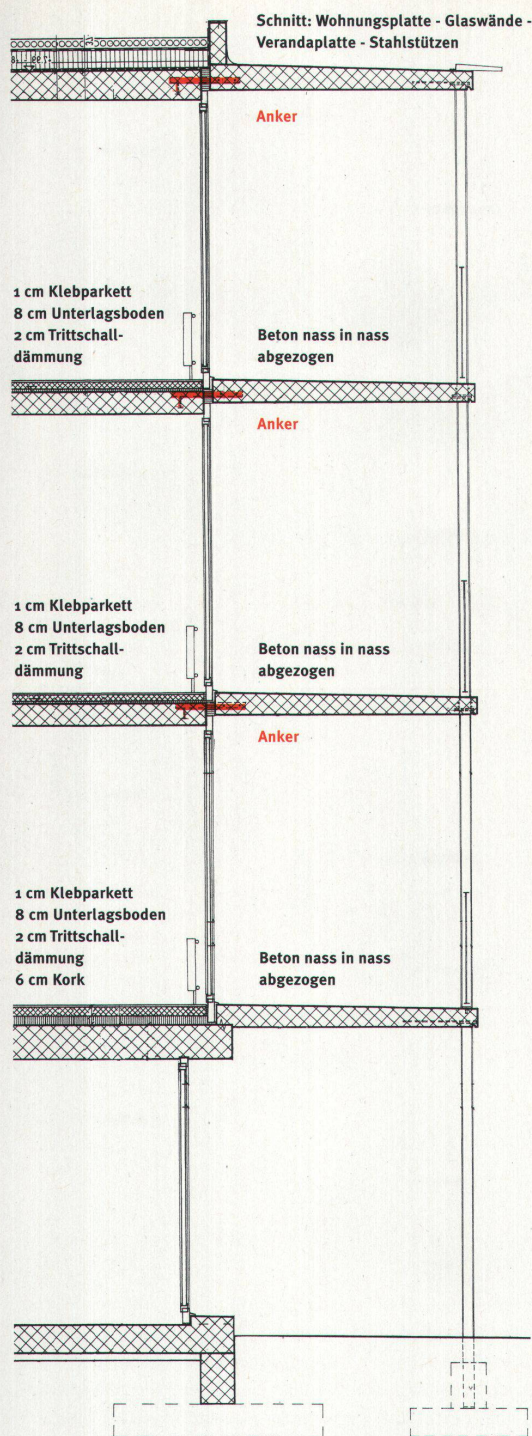 Schnitt: Wohnungsplatte - Glaswände -
Verandaplatte - Stahlstützen
Anker
1 cm Klebparkett
8 cm Unterlagsboden
2 cm Trittschall-
dämmung
Beton nass in nass
abgezogen
Anker
1 cm Klebparkett
8 cm Unterlagsboden
2 cm Trittschall-
dämmung
Beton nass in nass
abgezogen
Anker
1 cm Klebparkett
8 cm Unterlagsboden
2 cm Trittschall-
dämmung
6 cm Kork
Beton nass in nass
abgezogen